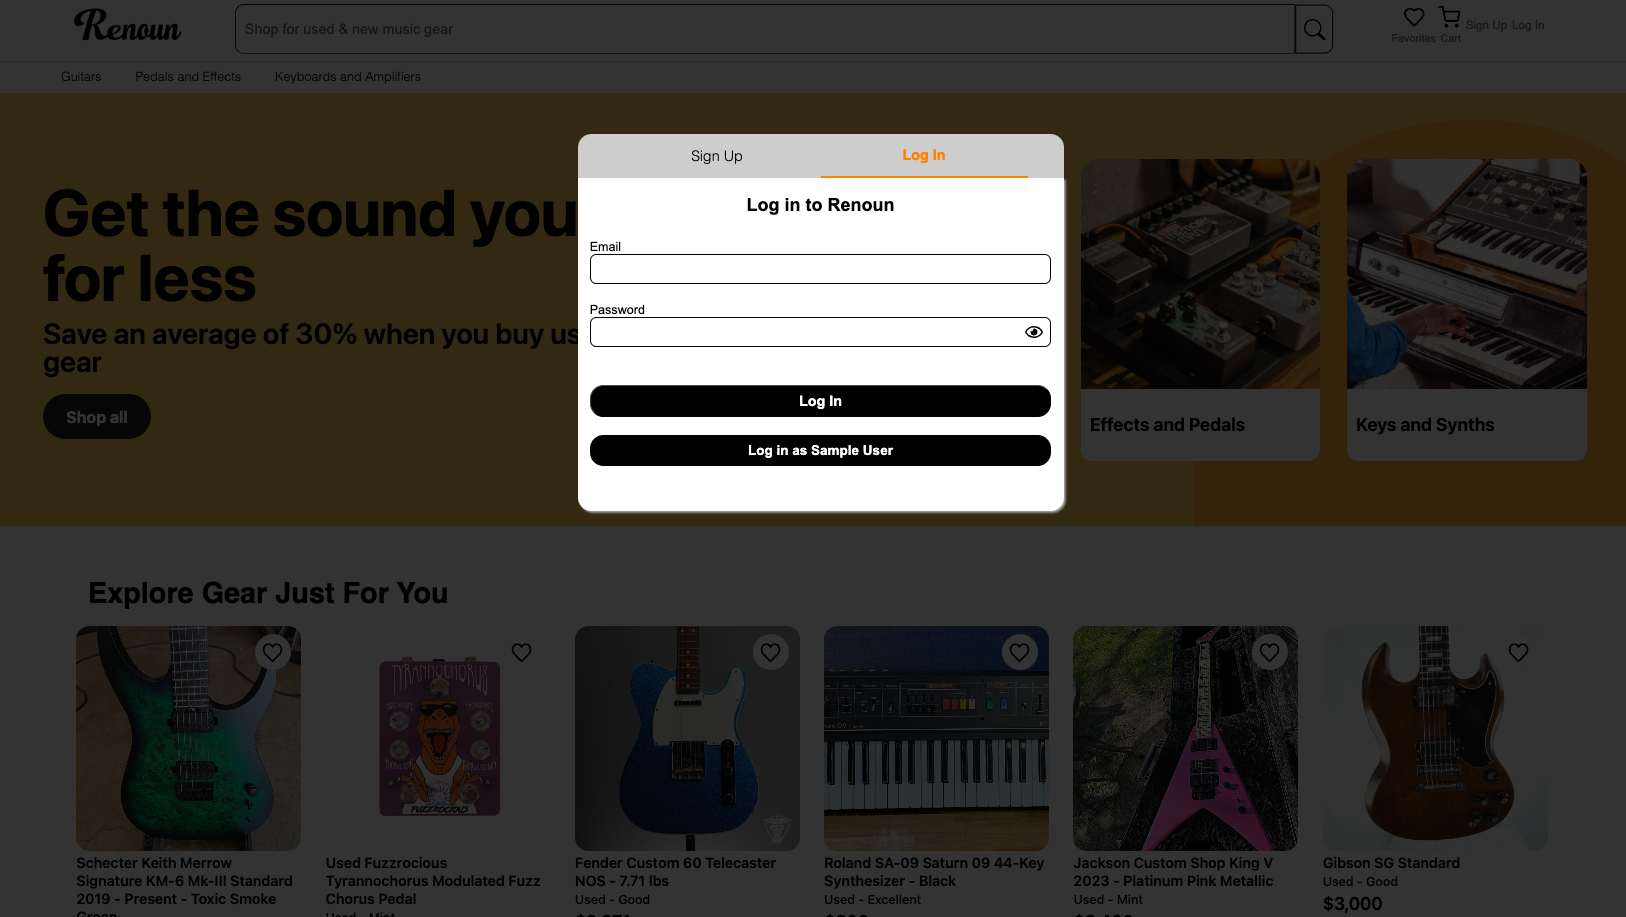 Renoun
Shop for used & new music gear
Favorites
Cart
Sign Up
Log In
Guitars
Pedals and Effects
Keyboards and Amplifiers
Get the sound you
for less
Save an average of 30% when you buy us
gear
Shop all
Sign Up
Log In
Log in to Renoun
Email
Password
Log In
Log in as Sample User
Effects and Pedals
Keys and Synths
Explore Gear Just For You
TYRANNOCHORUS
FUZZROCIOUS
Schecter Keith Merrow
Signature KM-6 Mk-III Standard
2019 - Present - Toxic Smoke
Green
Used Fuzzrocious
Tyrannochorus Modulated Fuzz
Chorus Pedal
Used - Mint
Fender Custom 60 Telecaster
NOS - 7.71 lbs
Used - Good
Roland SA-09 Saturn 09 44-Key
Synthesizer - Black
Used - Excellent
Jackson Custom Shop King V
2023 - Platinum Pink Metallic
Used - Mint
Gibson SG Standard
Used - Good
$3,000